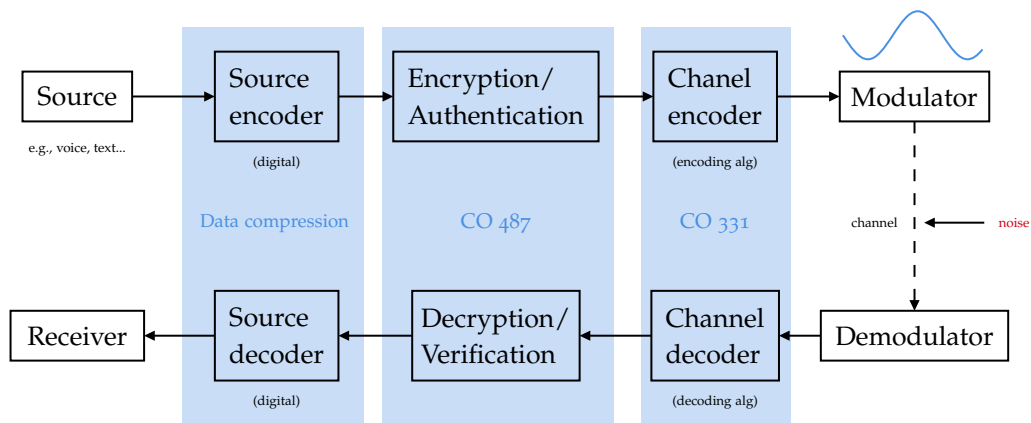 Source
e.g., voice, text...
Source
encoder
(digital)
Encryption/
Authentication
Chanel
encoder
(encoding alg)
Modulator
Data compression
CO 487
CO 331
channel
noise
Receiver
Source
decoder
(digital)
Decryption/
Verification
Channel
decoder
(decoding alg)
Demodulator